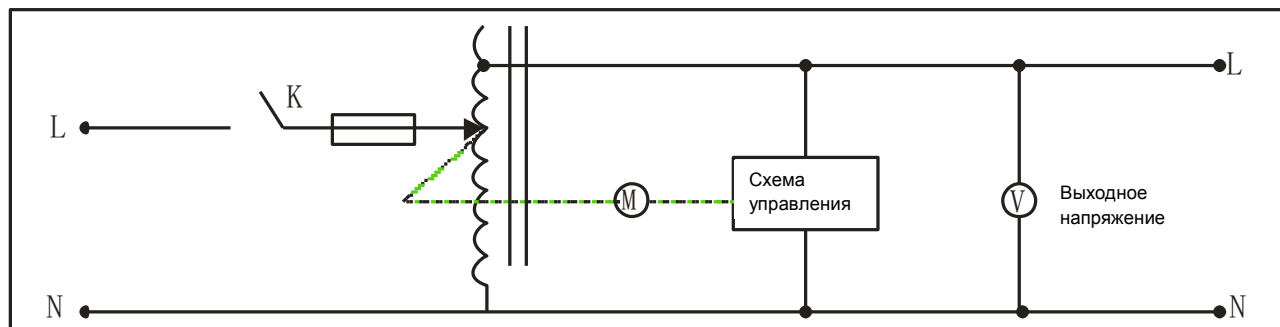 L
K
L
M
Схема
управления
V
Выходное
напряжение
N
N